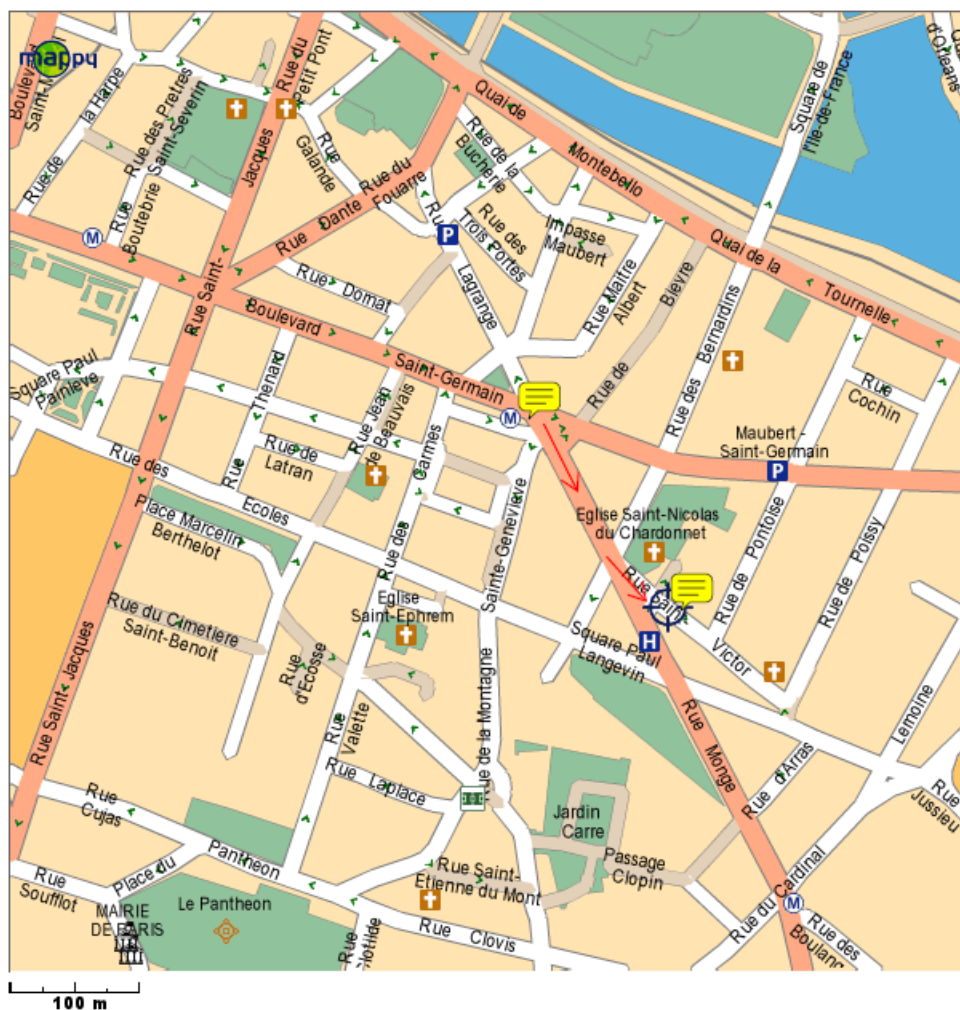 mappy
Boulevard
Saint-M
Rue de
la Harpe
Rue des Pretres
Saint-Severin
Rue
Boutebrie
Rue du
Petit Pont
Jacques
Rue Saint-
Rue
Galande
Rue Dante
Rue du
Fouarre
Quai de
Montebello
Quai de la
Tournelle
Square de
l'Ile-de-France
Quai
d'Orleans
Rue de la
Bucherie
Rue des
Trois Portes
Impasse
Maubert
Rue
Lagrange
P
M
Rue Maitre
Albert
Rue de
Bievre
Rue des Bernardins
Rue Domat
Boulevard
Saint-Germain
Square Paul
Painleve
Rue
Thenard
Rue Jean
de Beauvais
Rue de
Latran
Rue des
Carmes
M
Maubert -
Saint-Germain
P
Rue
Cochin
Rue des
Ecoles
Place Marcelin
Berthelot
Eglise Saint-Nicolas
du Chardonnet
Rue de Pontoise
Rue de Poissy
Rue Saint
Victor
H
Rue du Cimetiere
Saint-Benoit
Eglise
Saint-Ephrem
Rue de la Montagne
Sainte-Genevieve
Square Paul
Langevin
Rue
d'Ecosse
Rue
Valette
Rue Saint-Jacques
Rue Monge
Rue d'Arras
Lemoine
Rue
Jussieu
Rue Laplace
Jardin
Carre
Passage
Clopin
Rue
Cujas
Place du
Pantheon
Rue
Soufflot
MAIRIE
DE PARIS
Le Pantheon
Rue Saint-
Etienne du Mont
Rue Clovis
Rue
Clotilde
Rue du Cardinal
M
Rue des
Boulang
100 m